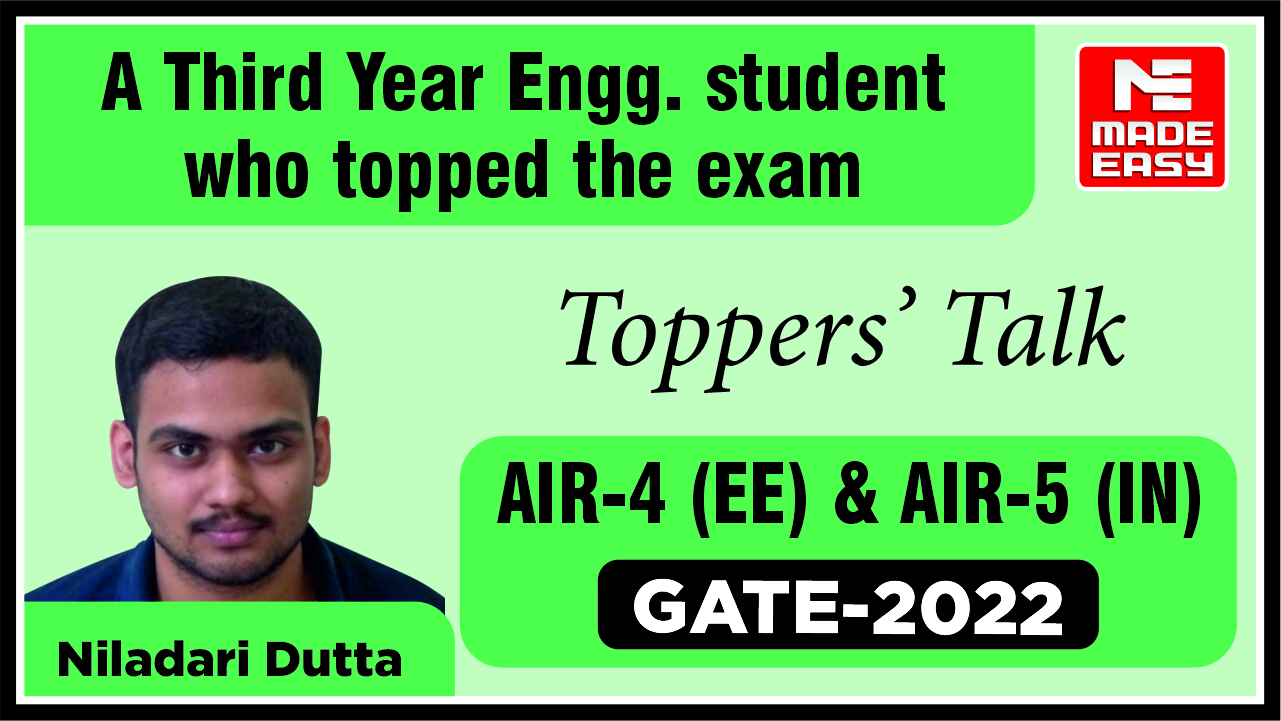 A Third Year Engg. student
who topped the exam
ME
MADE
EASY
Toppers' Talk
AIR-4 (EE) & AIR-5 (IN)
GATE-2022
Niladari Dutta